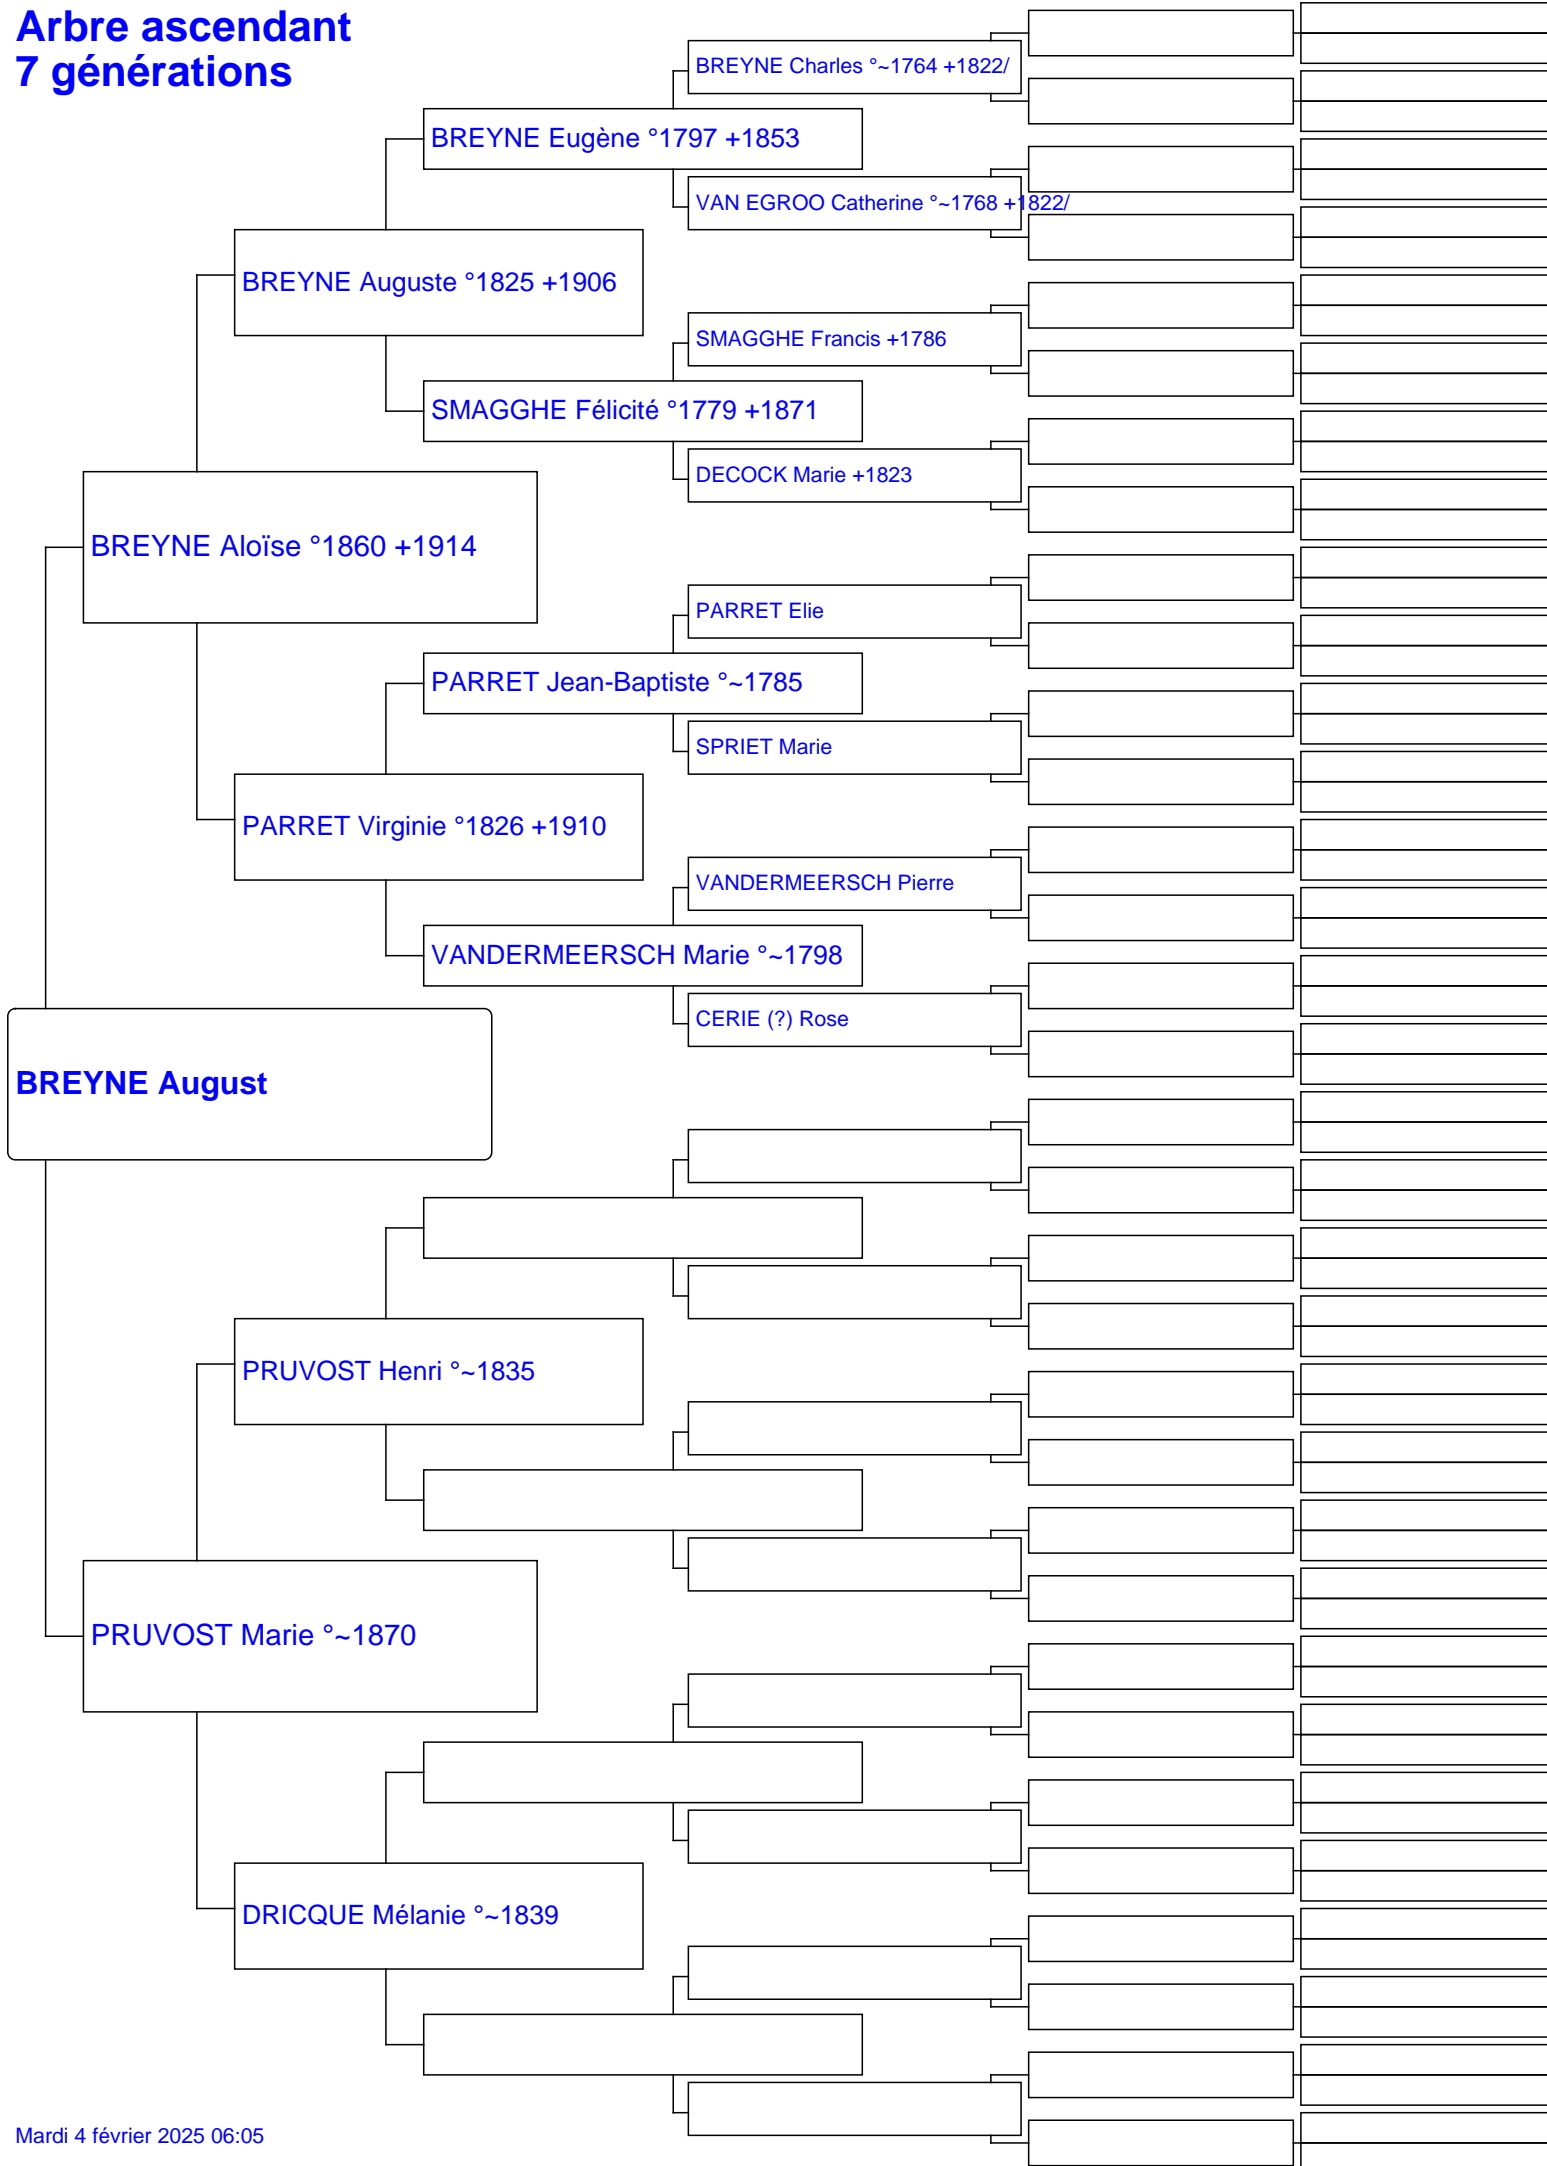 Arbre ascendant
7 générations
BREYNE Charles °~1764 +1822/
BREYNE Eugène °1797 +1853
VAN EGROO Catherine °~1768 +1822/
BREYNE Auguste °1825 +1906
SMAGGHE Francis +1786
SMAGGHE Félicité °1779 +1871
DECOCK Marie +1823
BREYNE Aloïse °1860 +1914
PARRET Elie
PARRET Jean-Baptiste °~1785
SPRIET Marie
PARRET Virginie °1826 +1910
VANDERMEERSCH Pierre
VANDERMEERSCH Marie °~1798
CERIE (?) Rose
BREYNE August
PRUVOST Henri °~1835
PRUVOST Marie °~1870
DRICQUE Mélanie °~1839
Mardi 4 février 2025 06:05